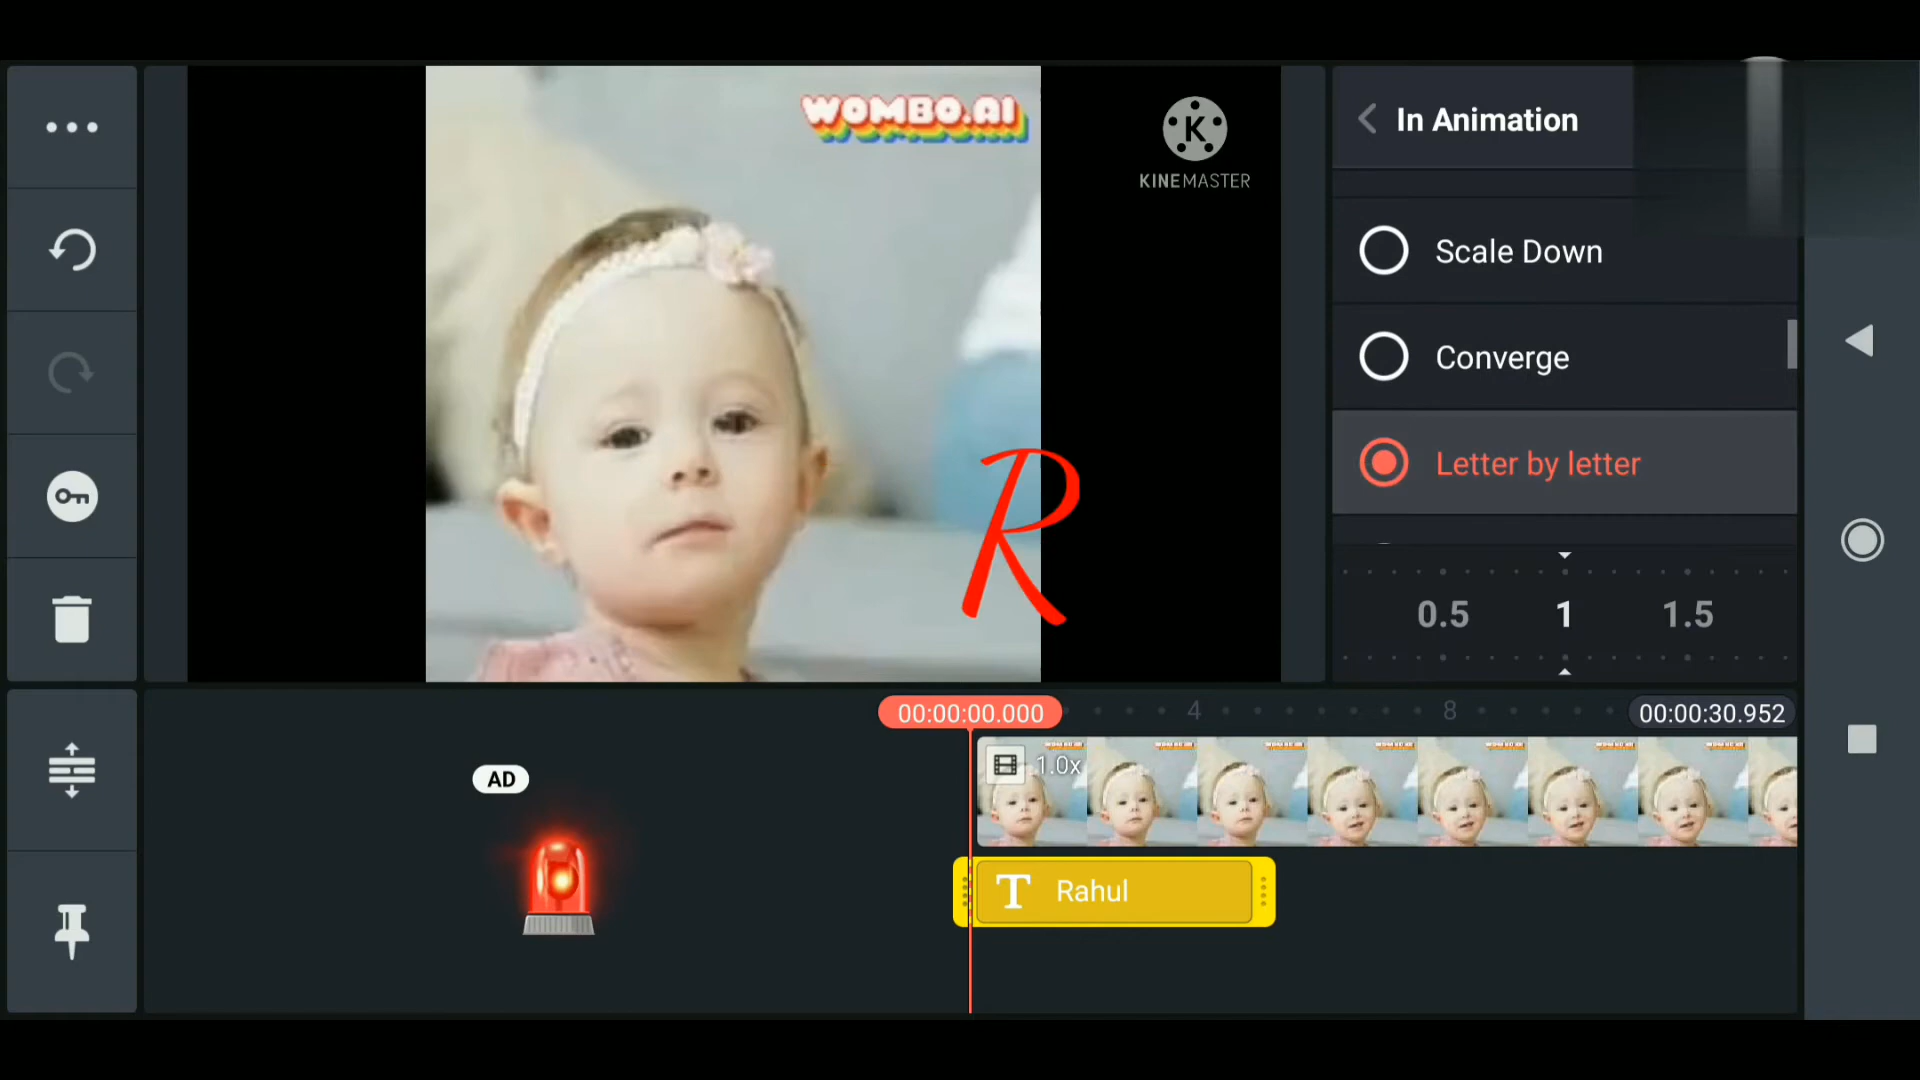 WOMBO.AI
K
KINEMASTER
In Animation
Scale Down
Converge
Letter by letter
0.5 1 1.5
R
00:00:00.000 4 8 00:00:30.952
1.0x
AD
T Rahul